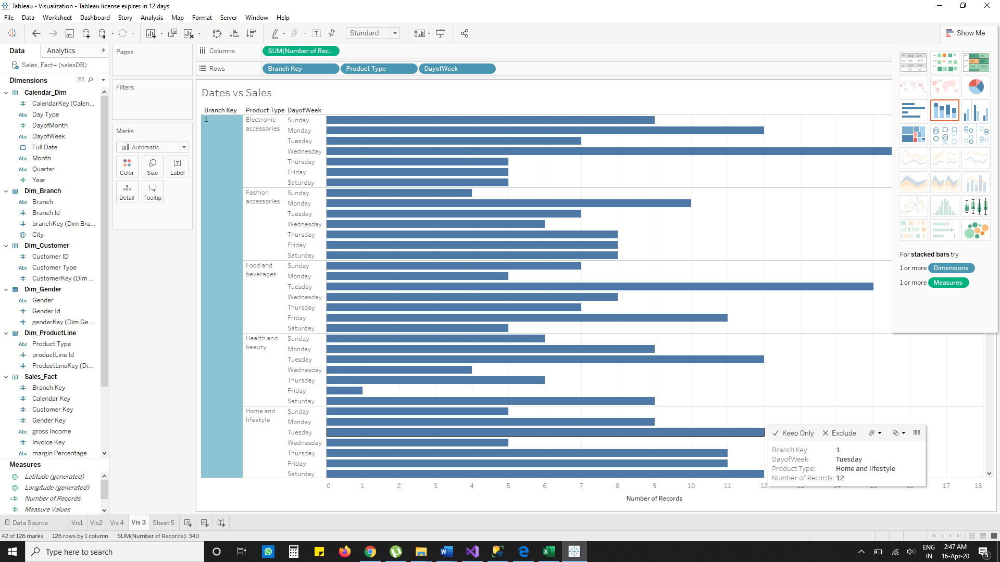 Tableau - Visualization - Tableau license expires in 12 days
File Data Worksheet Dashboard Story Analysis Map Format Server Window Help
Standard
Show Me
Data Analytics
Sales_Fact+ (salesDB)
Dimensions
Calendar_Dim
CalendarKey (Calen...
Abc Day Type
DayofMonth
Abc DayofWeek
Full Date
Abc Month
Abc Quarter
Year
Dim_Branch
Abc Branch
Branch Id
branchKey (Dim Bra...
City
Dim_Customer
Customer ID
Abc Customer Type
CustomerKey (Dim ...
Dim_Gender
Abc Gender
Gender Id
genderKey (Dim Ge...
Dim_ProductLine
Abc Product Type
productLine Id
ProductLineKey (Di...
Sales_Fact
Branch Key
Calendar Key
Customer Key
Gender Key
Abc gross Income
Invoice Key
Abc margin Percentage
Measures
Latitude (generated)
Longitude (generated)
Number of Records
Measure Values
Pages
Filters
Marks
Automatic
Color Size Label
Detail Tooltip
Columns SUM(Number of Rec..
Rows Branch Key Product Type DayofWeek
Dates vs Sales
Branch Key Product Type DayofWeek
1
Electronic accessories
Sunday
Monday
Tuesday
Wednesday
Thursday
Friday
Saturday
Fashion accessories
Sunday
Monday
Tuesday
Wednesday
Thursday
Friday
Saturday
Food and beverages
Sunday
Monday
Tuesday
Wednesday
Thursday
Friday
Saturday
Health and beauty
Sunday
Monday
Tuesday
Wednesday
Thursday
Friday
Saturday
Home and lifestyle
Sunday
Monday
Tuesday
Wednesday
Thursday
Friday
Saturday
0 1 2 3 4 5 6 7 8 9 10 11 12 17 18
Number of Records
Keep Only Exclude
Branch Key: 1
DayofWeek: Tuesday
Product Type: Home and lifestyle
Number of Records: 12
For stacked bars try
1 or more Dimensions
1 or more Measures
Data Source Vis1 Vis2 Vis 4 Vis 3 Sheet 5
42 of 126 marks 126 rows by 1 column SUM(Number of Records): 340
Type here to search
ENG
IN
2:47 AM
16-Apr-20
5